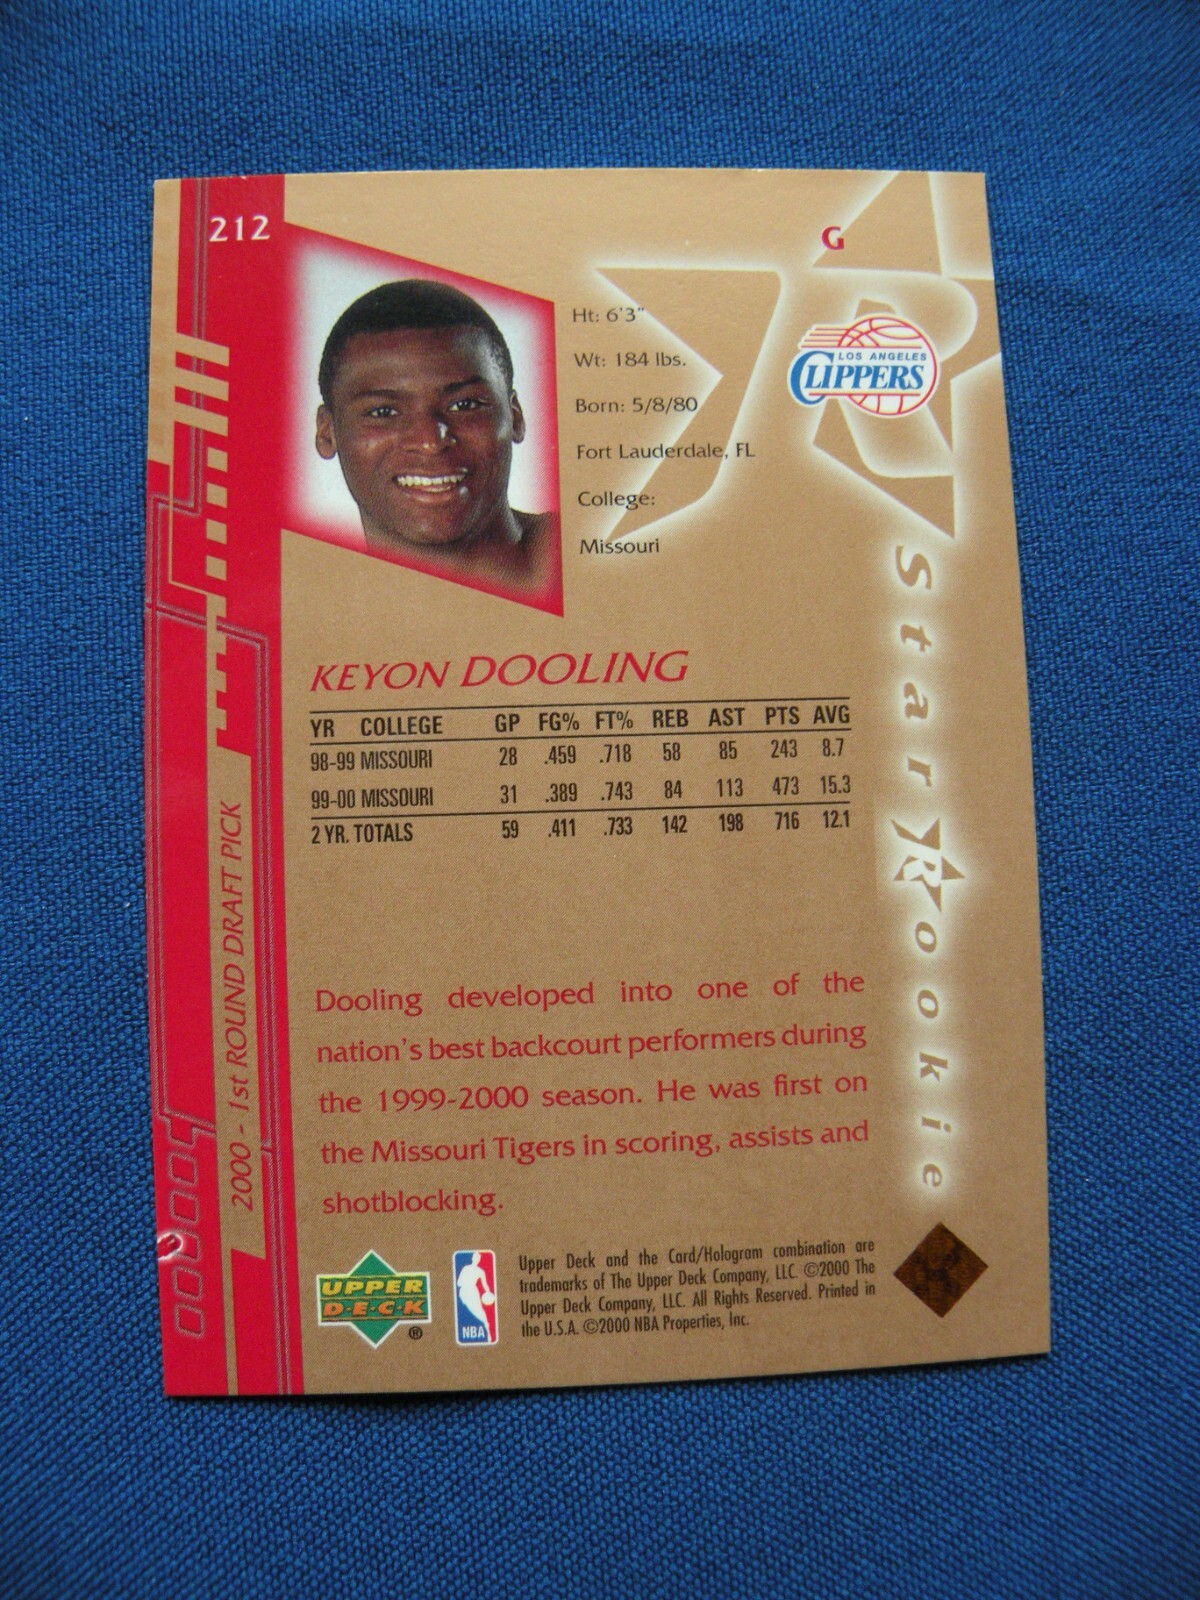 212
G
Ht: 6'3"
Wt: 184 lbs.
Born: 5/8/80
Fort Lauderdale, FL
College:
Missouri
LOS ANGELES
CLIPPERS
Star Rookie
KEYON DOOLING
YR COLLEGE GP FG% FT% REB AST PTS AVG
98-99 MISSOURI 28 .459 .718 58 85 243 8.7
99-00 MISSOURI 31 .389 .743 84 113 473 15.3
2 YR. TOTALS 59 .411 .733 142 198 716 12.1
2000 - 1st ROUND DRAFT PICK
Dooling developed into one of the
nation's best backcourt performers during
the 1999-2000 season. He was first on
the Missouri Tigers in scoring, assists and
shotblocking.
UPPER
D·E·C·K
®
NBA
Upper Deck and the Card/Hologram combination are
trademarks of The Upper Deck Company, LLC. ©2000 The
Upper Deck Company, LLC. All Rights Reserved. Printed in
the U.S.A. ©2000 NBA Properties, Inc.